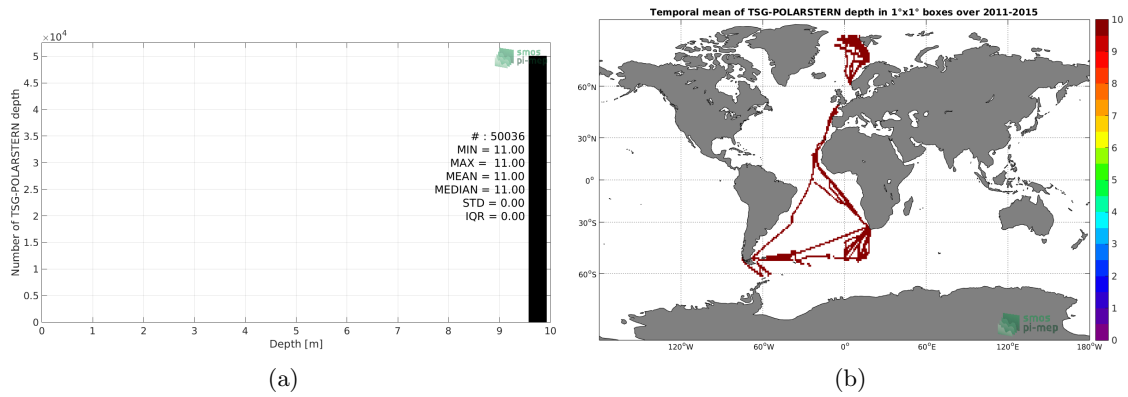 ×10⁴
5
4.5
4
3.5
3
2.5
2
1.5
1
0.5
0
Number of TSG-POLARSTERN depth
smos
pi-mep
# : 50036
MIN = 11.00
MAX = 11.00
MEAN = 11.00
MEDIAN = 11.00
STD = 0.00
IQR = 0.00
0 1 2 3 4 5 6 7 8 9 10
Depth [m]
(a)
Temporal mean of TSG-POLARSTERN depth in 1°x1° boxes over 2011-2015
60°N
30°N
0°
30°S
60°S
120°W 60°W 0° 60°E 120°E 180°W
smos
pi-mep
10
9
8
7
6
5
4
3
2
1
0
(b)